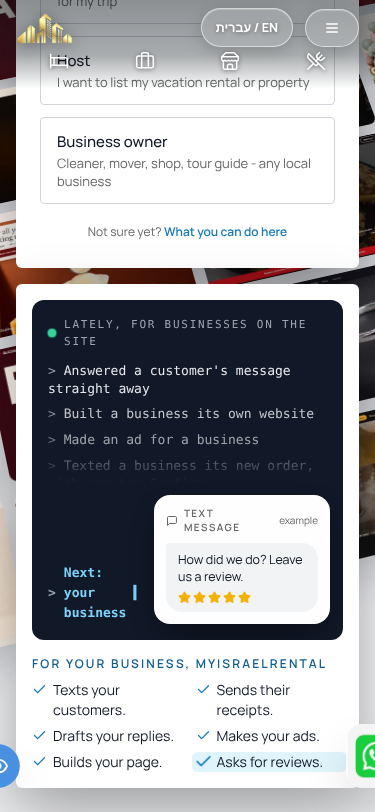 for my trip
עברית / EN
Host
I want to list my vacation rental or property
Business owner
Cleaner, mover, shop, tour guide - any local
business
Not sure yet? What you can do here
LATELY, FOR BUSINESSES ON THE
SITE
> Answered a customer's message
straight away
> Built a business its own website
> Made an ad for a business
> Texted a business its new order,
TEXT
MESSAGE
example
How did we do? Leave
us a review.
Next:
> your
business
FOR YOUR BUSINESS, MYISRAELRENTAL
Texts your
customers.
Sends their
receipts.
Drafts your replies.
Makes your ads.
Builds your page.
Asks for reviews.